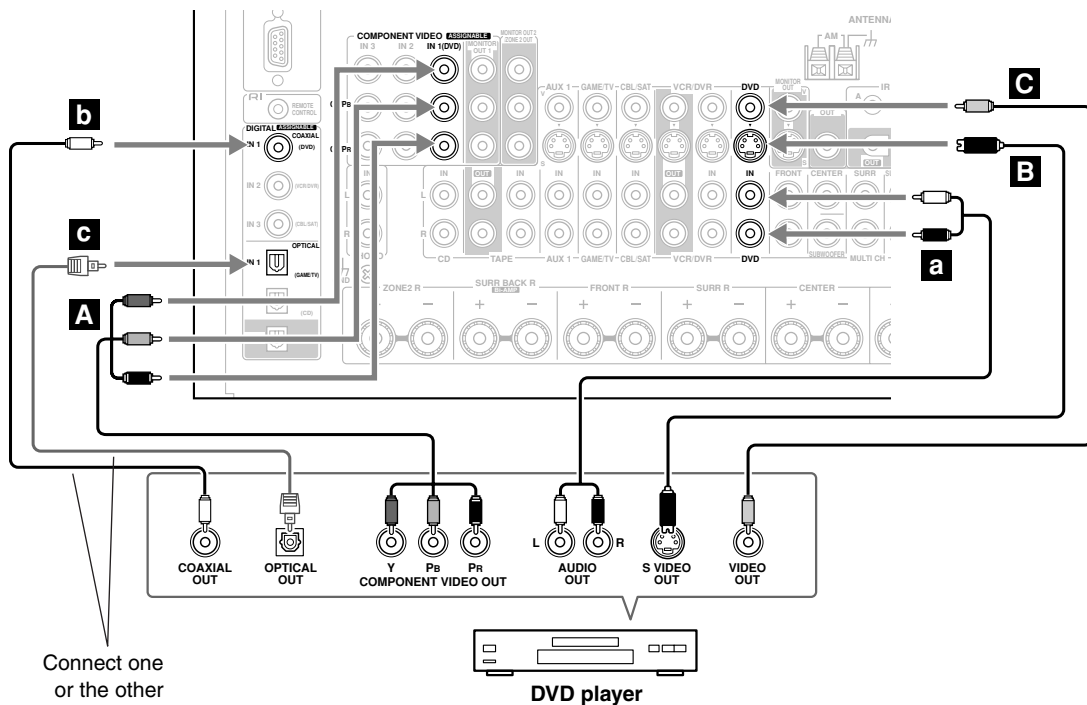 ANTENNA
AM
COMPONENT VIDEO ASSIGNABLE
IN 3 IN 2 IN 1(DVD)
MONITOR OUT 1
MONITOR OUT2
/ZONE 2 OUT
RI
REMOTE
CONTROL
PB
PR
AUX 1 GAME/TV CBL/SAT VCR/DVR DVD
V
S
MONITOR
OUT
OUT
IR
A
OUT
b
C
B
DIGITAL ASSIGNABLE
COAXIAL
IN 1 (DVD)
IN 2 (VCR/DVR)
IN 3 (CBL/SAT)
OPTICAL
IN 1
(GAME/TV)
(CD)
c
A
a
IN OUT IN IN IN IN OUT IN IN
L
R
L
R
FRONT CENTER SURR
SUBWOOFER MULTI CH
CD TAPE AUX 1 GAME/TV CBL/SAT VCR/DVR DVD
ZONE2 R SURR BACK R FRONT R SURR R CENTER
BI-AMP
+ − + − + − + − + −
COAXIAL
OUT
OPTICAL
OUT
Y PB PR
COMPONENT VIDEO OUT
L R
AUDIO
OUT
S VIDEO
OUT
VIDEO
OUT
Connect one
or the other
DVD player